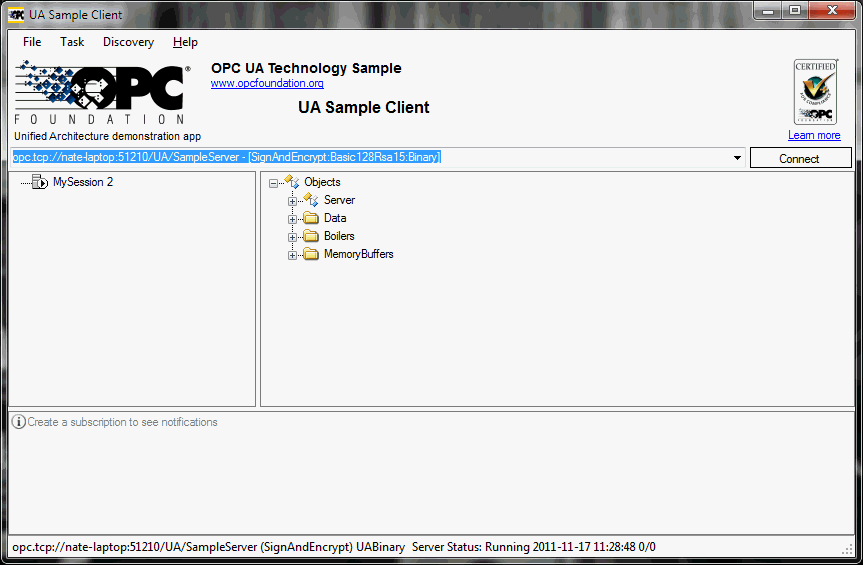 UA Sample Client
File Task Discovery Help
OPC ®
FOUNDATION
Unified Architecture demonstration app
OPC UA Technology Sample
www.opcfoundation.org
UA Sample Client
CERTIFIED
FOR COMPLIANCE
OPC
Learn more
opc.tcp://nate-laptop:51210/UA/SampleServer - [SignAndEncrypt:Basic128Rsa15:Binary]
Connect
MySession 2
Objects
Server
Data
Boilers
MemoryBuffers
Create a subscription to see notifications
opc.tcp://nate-laptop:51210/UA/SampleServer (SignAndEncrypt) UABinary Server Status: Running 2011-11-17 11:28:48 0/0